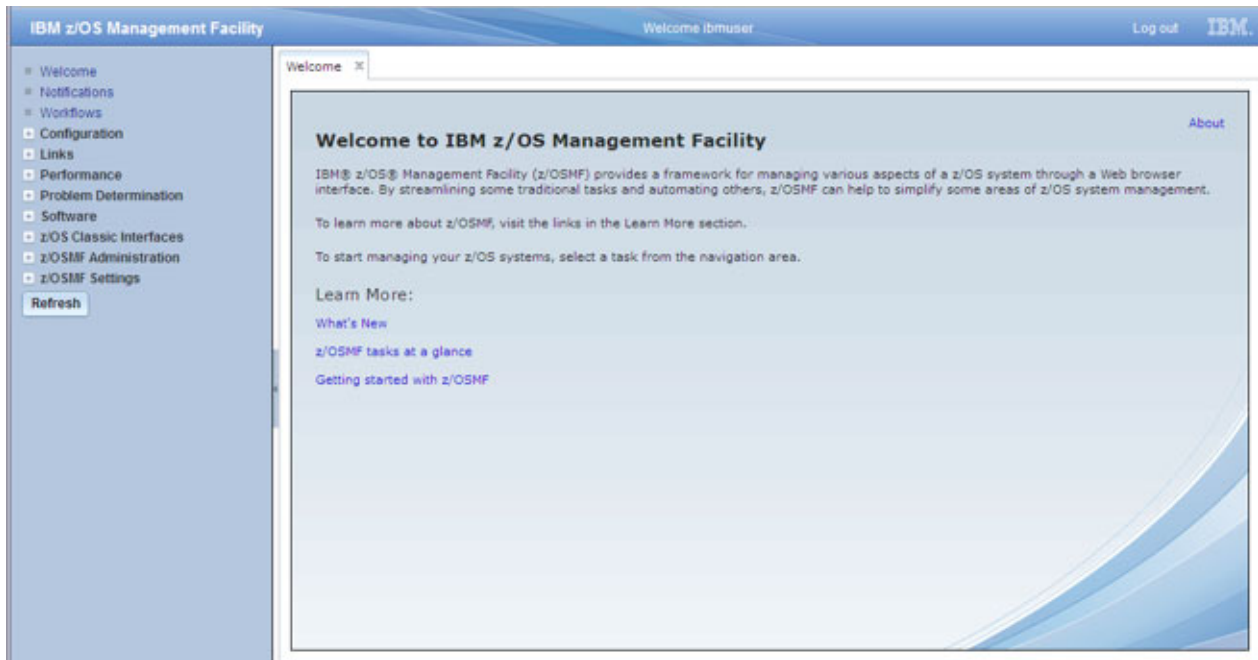 IBM z/OS Management Facility
Welcome ibmuser
Log out
IBM.
Welcome
Notifications
Workflows
Configuration
Links
Performance
Problem Determination
Software
z/OS Classic Interfaces
z/OSMF Administration
z/OSMF Settings
Refresh
Welcome
About
Welcome to IBM z/OS Management Facility
IBM® z/OS® Management Facility (z/OSMF) provides a framework for managing various aspects of a z/OS system through a Web browser
interface. By streamlining some traditional tasks and automating others, z/OSMF can help to simplify some areas of z/OS system management.
To learn more about z/OSMF, visit the links in the Learn More section.
To start managing your z/OS systems, select a task from the navigation area.
Learn More:
What's New
z/OSMF tasks at a glance
Getting started with z/OSMF